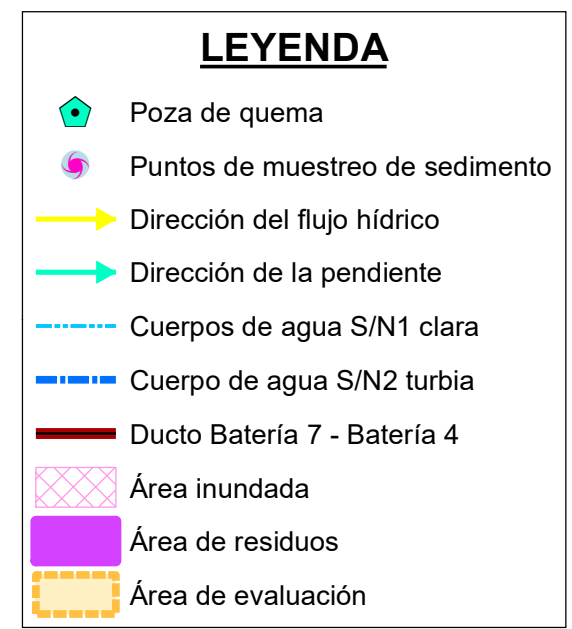 LEYENDA
Poza de quema
Puntos de muestreo de sedimento
Dirección del flujo hídrico
Dirección de la pendiente
Cuerpos de agua S/N1 clara
Cuerpo de agua S/N2 turbia
Ducto Batería 7 - Batería 4
Área inundada
Área de residuos
Área de evaluación